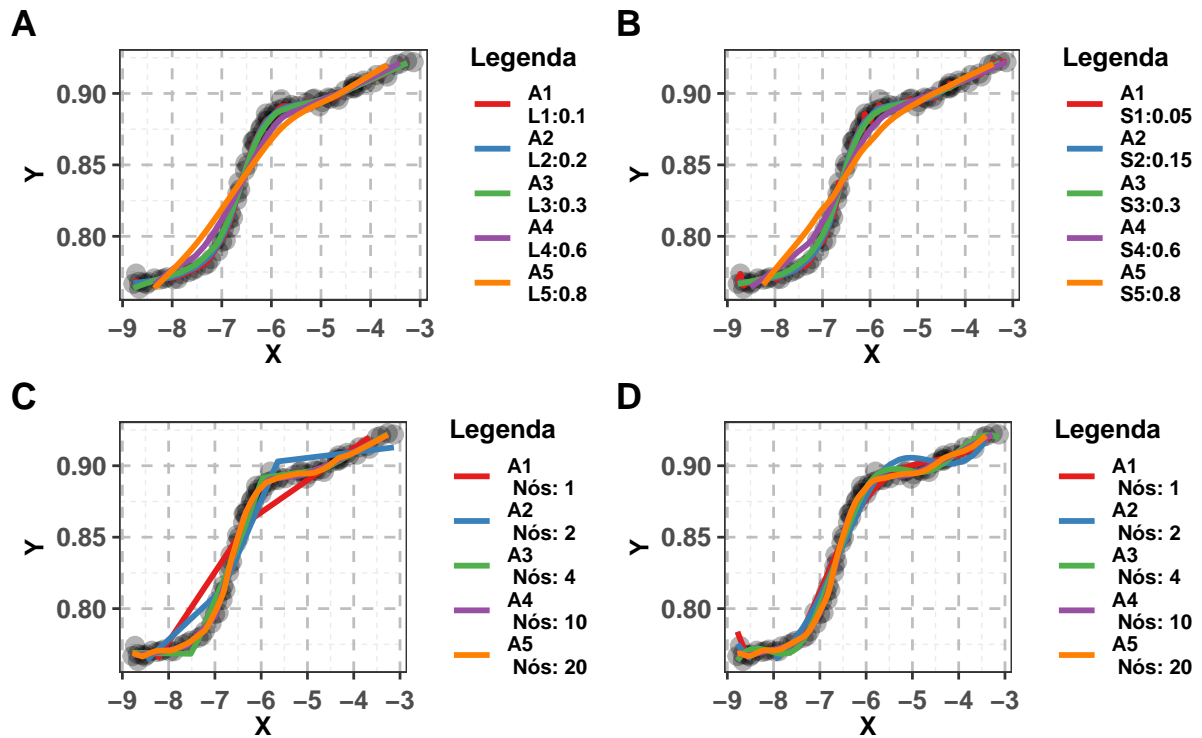 A
Legenda
A1
L1:0.1
A2
L2:0.2
A3
L3:0.3
A4
L4:0.6
A5
L5:0.8
Y
0.90
0.85
0.80
−9 −8 −7 −6 −5 −4 −3
X
B
Legenda
A1
S1:0.05
A2
S2:0.15
A3
S3:0.3
A4
S4:0.6
A5
S5:0.8
Y
0.90
0.85
0.80
−9 −8 −7 −6 −5 −4 −3
X
C
Legenda
A1
Nós: 1
A2
Nós: 2
A3
Nós: 4
A4
Nós: 10
A5
Nós: 20
Y
0.90
0.85
0.80
−9 −8 −7 −6 −5 −4 −3
X
D
Legenda
A1
Nós: 1
A2
Nós: 2
A3
Nós: 4
A4
Nós: 10
A5
Nós: 20
Y
0.90
0.85
0.80
−9 −8 −7 −6 −5 −4 −3
X